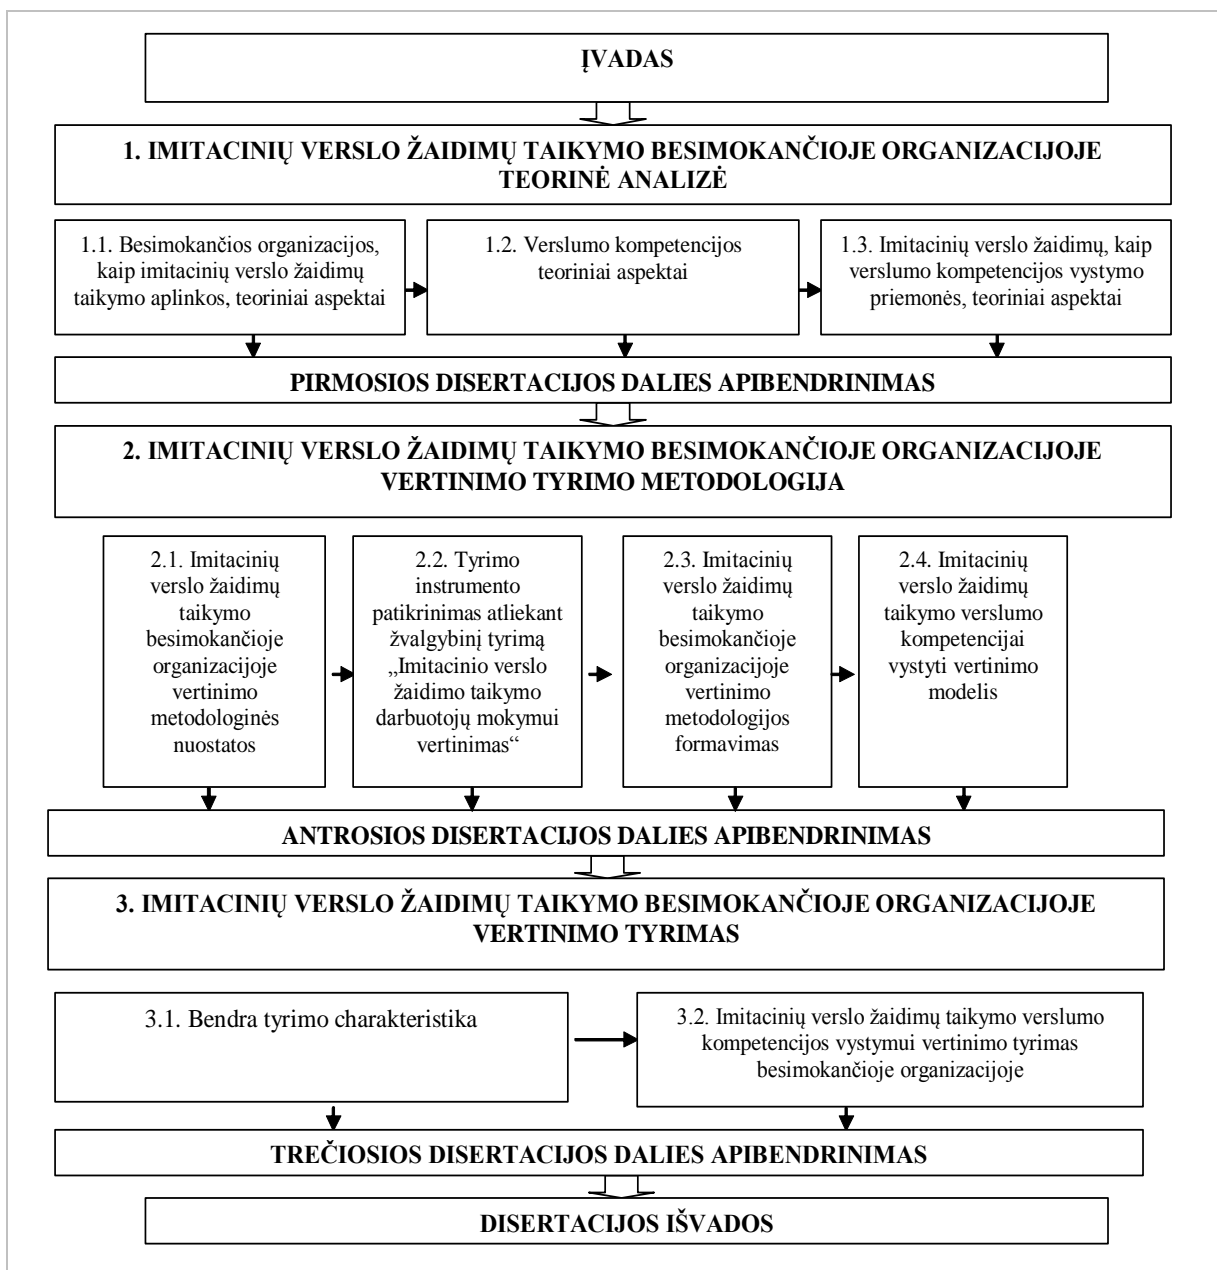 ĮVADAS
1. IMITACINIŲ VERSLO ŽAIDIMŲ TAIKYMO BESIMOKANČIOJE ORGANIZACIJOJE
TEORINĖ ANALIZĖ
1.1. Besimokančios organizacijos,
kaip imitacinių verslo žaidimų
taikymo aplinkos, teoriniai aspektai
1.2. Verslumo kompetencijos
teoriniai aspektai
1.3. Imitacinių verslo žaidimų, kaip
verslumo kompetencijos vystymo
priemonės, teoriniai aspektai
PIRMOSIOS DISERTACIJOS DALIES APIBENDRINIMAS
2. IMITACINIŲ VERSLO ŽAIDIMŲ TAIKYMO BESIMOKANČIOJE ORGANIZACIJOJE
VERTINIMO TYRIMO METODOLOGIJA
2.1. Imitacinių
verslo žaidimų
taikymo
besimokančioje
organizacijoje
vertinimo
metodologinės
nuostatos
2.2. Tyrimo
instrumento
patikrinimas atliekant
žvalgybinį tyrimą
„Imitacinio verslo
žaidimo taikymo
darbuotojų mokymui
vertinimas“
2.3. Imitacinių
verslo žaidimų
taikymo
besimokančioje
organizacijoje
vertinimo
metodologijos
formavimas
2.4. Imitacinių
verslo žaidimų
taikymo verslumo
kompetencijai
vystyti vertinimo
modelis
ANTROSIOS DISERTACIJOS DALIES APIBENDRINIMAS
3. IMITACINIŲ VERSLO ŽAIDIMŲ TAIKYMO BESIMOKANČIOJE ORGANIZACIJOJE
VERTINIMO TYRIMAS
3.1. Bendra tyrimo charakteristika
3.2. Imitacinių verslo žaidimų taikymo verslumo
kompetencijos vystymui vertinimo tyrimas
besimokančioje organizacijoje
TREČIOSIOS DISERTACIJOS DALIES APIBENDRINIMAS
DISERTACIJOS IŠVADOS